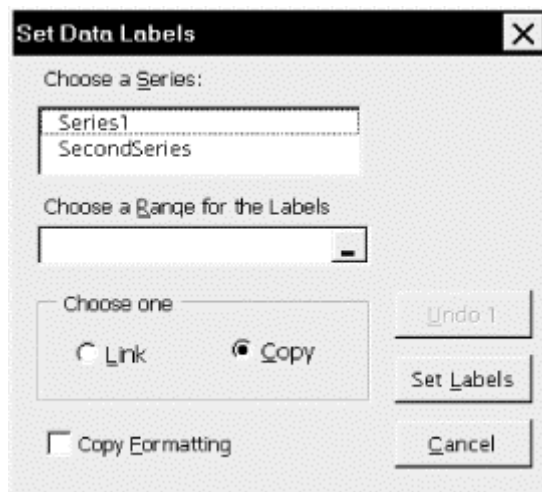 Set Data Labels
Choose a Series:
Series1
SecondSeries
Choose a Range for the Labels
Choose one
Link
Copy
Undo 1
Set Labels
Copy Formatting
Cancel